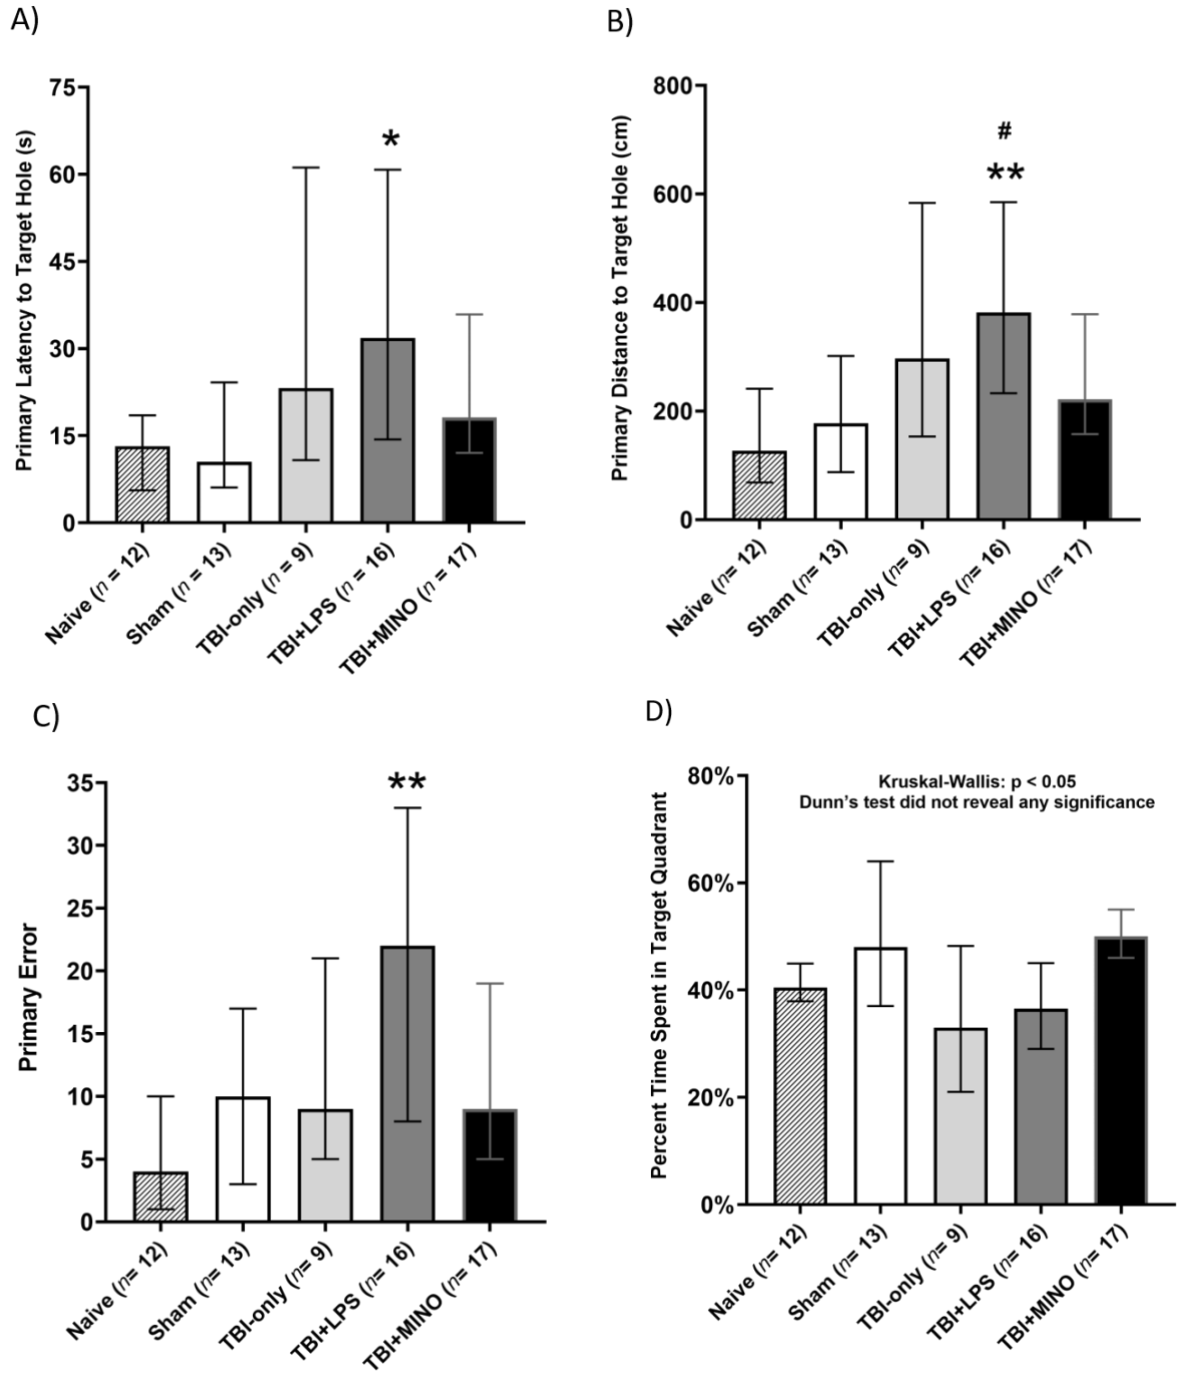 A)
Primary Latency to Target Hole (s)
75
60
45
30
15
0
*
Naive (n = 12)
Sham (n = 13)
TBI-only (n = 9)
TBI+LPS (n = 16)
TBI+MINO (n = 17)
B)
Primary Distance to Target Hole (cm)
800
600
400
200
0
#
**
Naive (n= 12)
Sham (n= 13)
TBI-only (n= 9)
TBI+LPS (n= 16)
TBI+MINO (n= 17)
C)
Primary Error
35
30
25
20
15
10
5
0
**
Naive (n= 12)
Sham (n= 13)
TBI-only (n= 9)
TBI+LPS (n= 16)
TBI+MINO (n= 17)
D)
Percent Time Spent in Target Quadrant
80%
60%
40%
20%
0%
Kruskal-Wallis: p < 0.05
Dunn's test did not reveal any significance
Naive (n= 12)
Sham (n= 13)
TBI-only (n= 9)
TBI+LPS (n= 16)
TBI+MINO (n= 17)